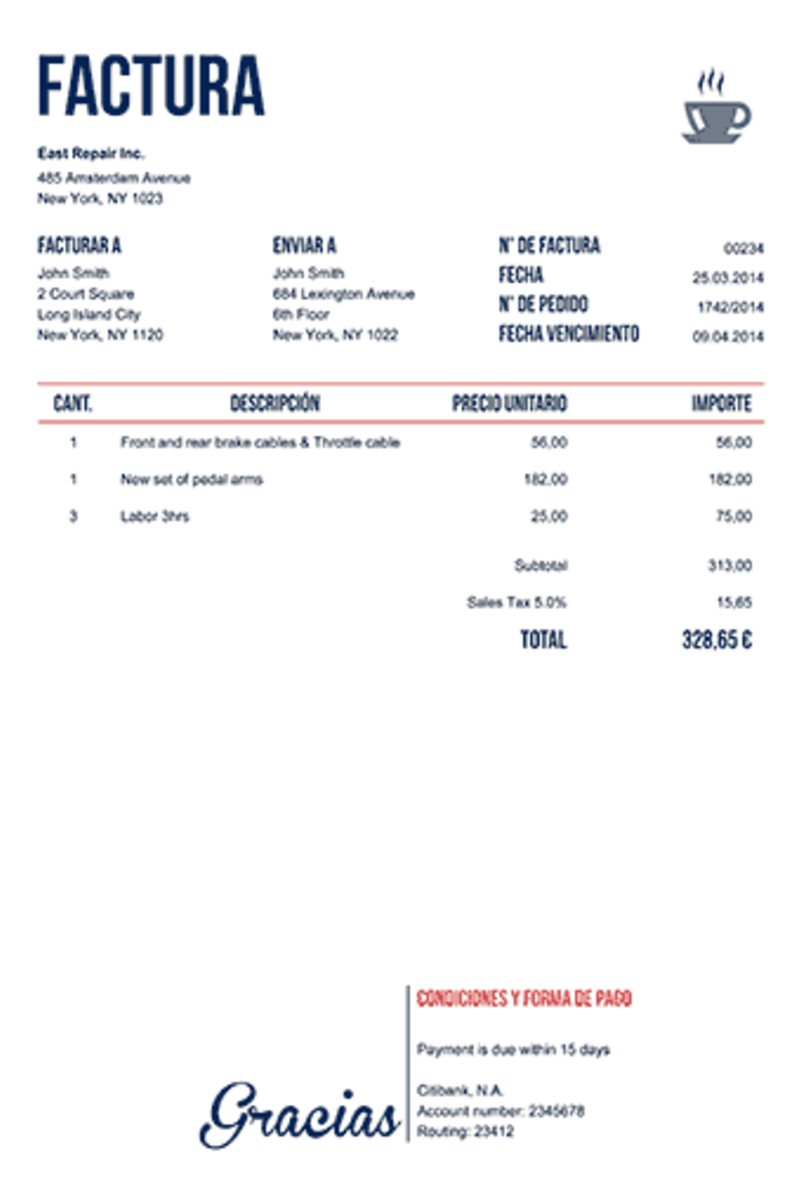 FACTURA
East Repair Inc.
485 Amsterdam Avenue
New York, NY 1023
FACTURAR A
John Smith
2 Court Square
Long Island City
New York, NY 1120
ENVIAR A
John Smith
684 Lexington Avenue
6th Floor
New York, NY 1022
N° DE FACTURA 00234
FECHA 25.03.2014
N° DE PEDIDO 1742/2014
FECHA VENCIMIENTO 09.04.2014
CANT. DESCRIPCIÓN PRECIO UNITARIO IMPORTE
1 Front and rear brake cables & Throttle cable 56,00 56,00
1 New set of pedal arms 182,00 182,00
3 Labor 3hrs 25,00 75,00
Subtotal 313,00
Sales Tax 5.0% 15,65
TOTAL 328,65 €
CONDICIONES Y FORMA DE PAGO
Payment is due within 15 days
Citibank, N.A.
Account number: 2345678
Routing: 23412
Gracias